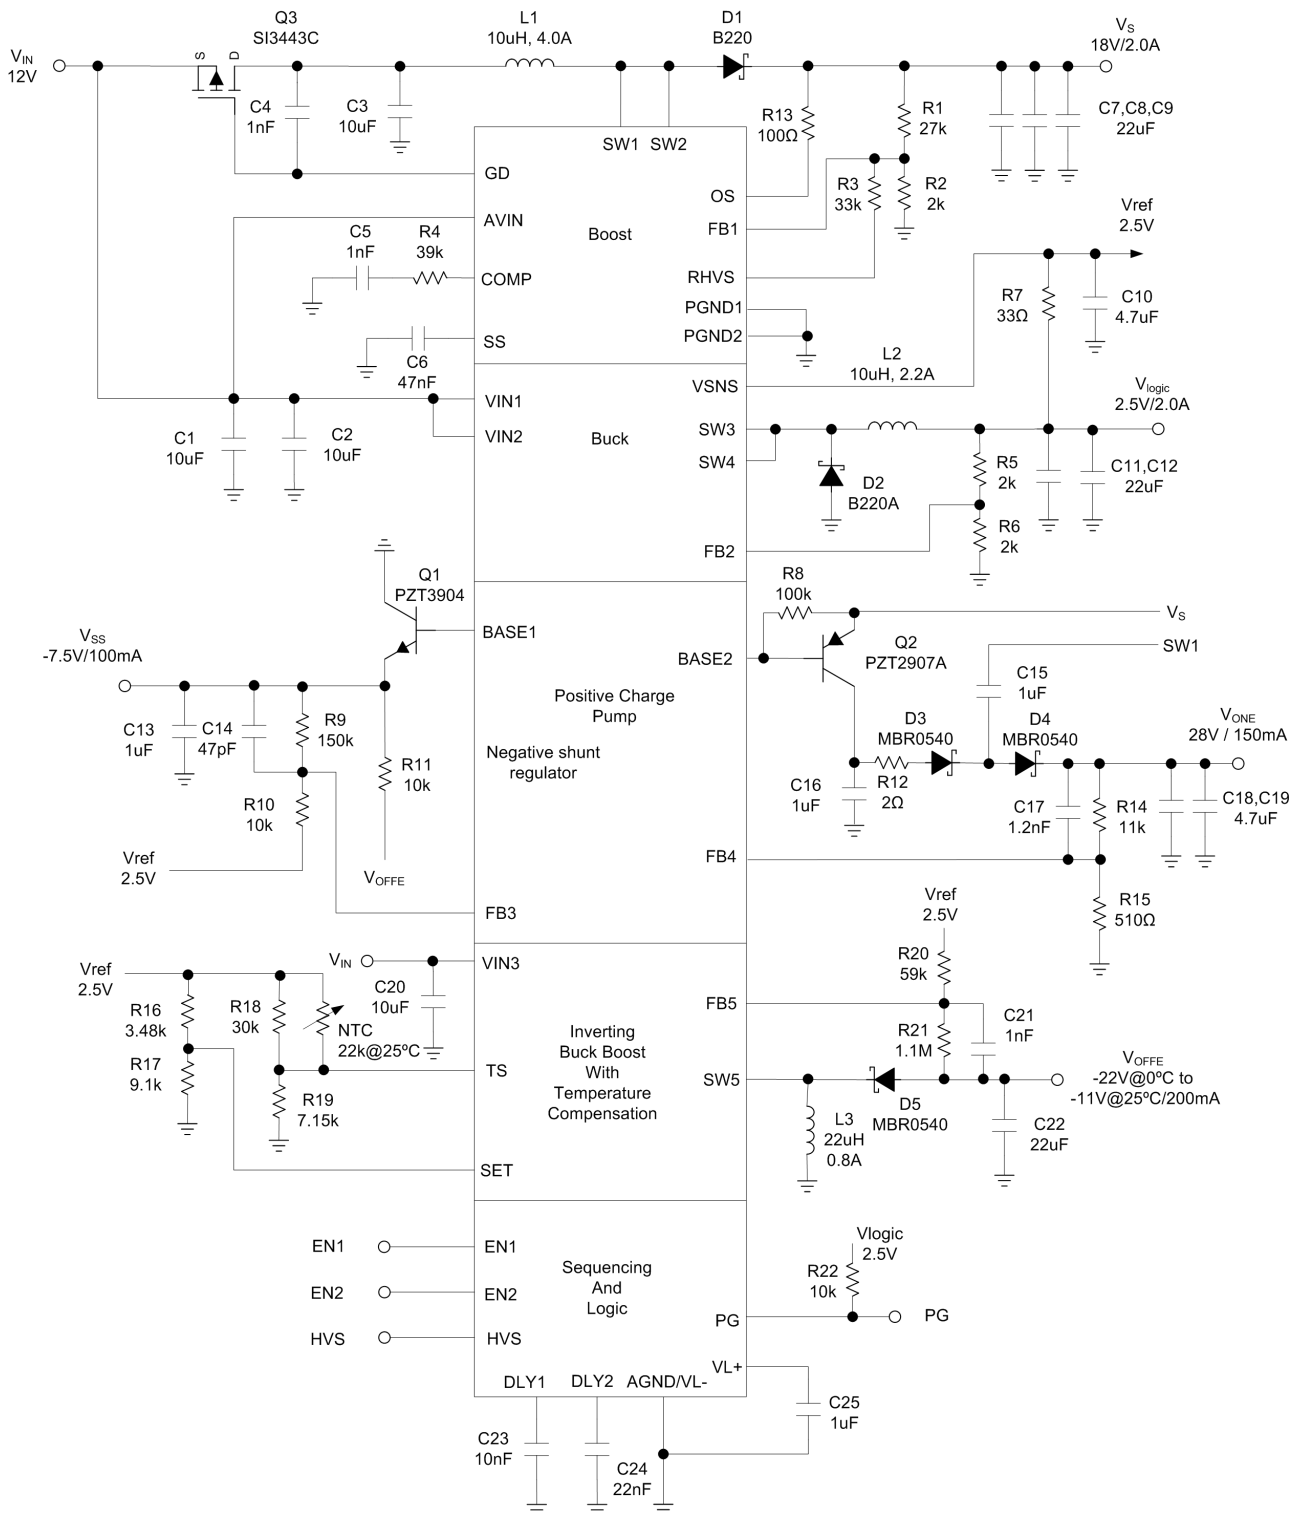 Q3
SI3443C
L1
10uH, 4.0A
D1
B220
VS
18V/2.0A
VIN
12V
S
D
C4
1nF
C3
10uF
R13
100Ω
R1
27k
C7,C8,C9
22uF
SW1
SW2
GD
OS
R3
33k
R2
2k
Vref
2.5V
AVIN
FB1
Boost
C5
1nF
R4
39k
COMP
RHVS
PGND1
PGND2
R7
33Ω
C10
4.7uF
SS
C6
47nF
L2
10uH, 2.2A
VSNS
Vlogic
2.5V/2.0A
VIN1
VIN2
Buck
SW3
SW4
C1
10uF
C2
10uF
D2
B220A
R5
2k
C11,C12
22uF
R6
2k
FB2
Q1
PZT3904
R8
100k
VS
BASE1
BASE2
Q2
PZT2907A
SW1
VSS
-7.5V/100mA
Positive Charge
Pump
Negative shunt
regulator
C15
1uF
C13
1uF
C14
47pF
R9
150k
R11
10k
D3
MBR0540
D4
MBR0540
VONE
28V / 150mA
R10
10k
C16
1uF
R12
2Ω
C17
1.2nF
R14
11k
C18,C19
4.7uF
Vref
2.5V
VOFFE
FB4
FB3
R15
510Ω
Vref
2.5V
VIN
VIN3
R20
59k
Vref
2.5V
R16
3.48k
R18
30k
NTC
22k@25ºC
C20
10uF
FB5
R21
1.1M
C21
1nF
Inverting
Buck Boost
With
Temperature
Compensation
R17
9.1k
R19
7.15k
TS
SW5
D5
MBR0540
VOFFE
-22V@0ºC to
-11V@25ºC/200mA
L3
22uH
0.8A
C22
22uF
SET
EN1
EN1
EN2
EN2
HVS
HVS
Sequencing
And
Logic
Vlogic
2.5V
R22
10k
PG
PG
VL+
DLY1
DLY2
AGND/VL-
C25
1uF
C23
10nF
C24
22nF